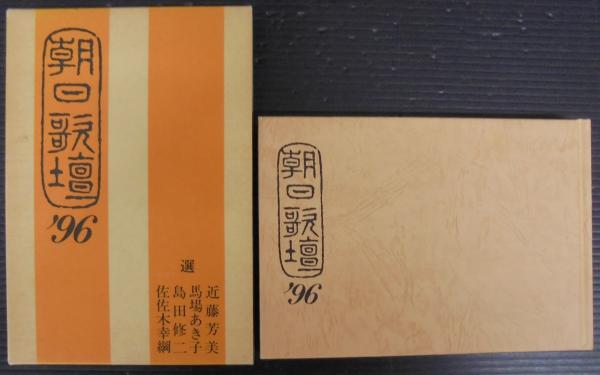 朝日歌壇
'96
選
近藤芳美
馬場あき子
島田修二
佐佐木幸綱
朝日歌壇
'96